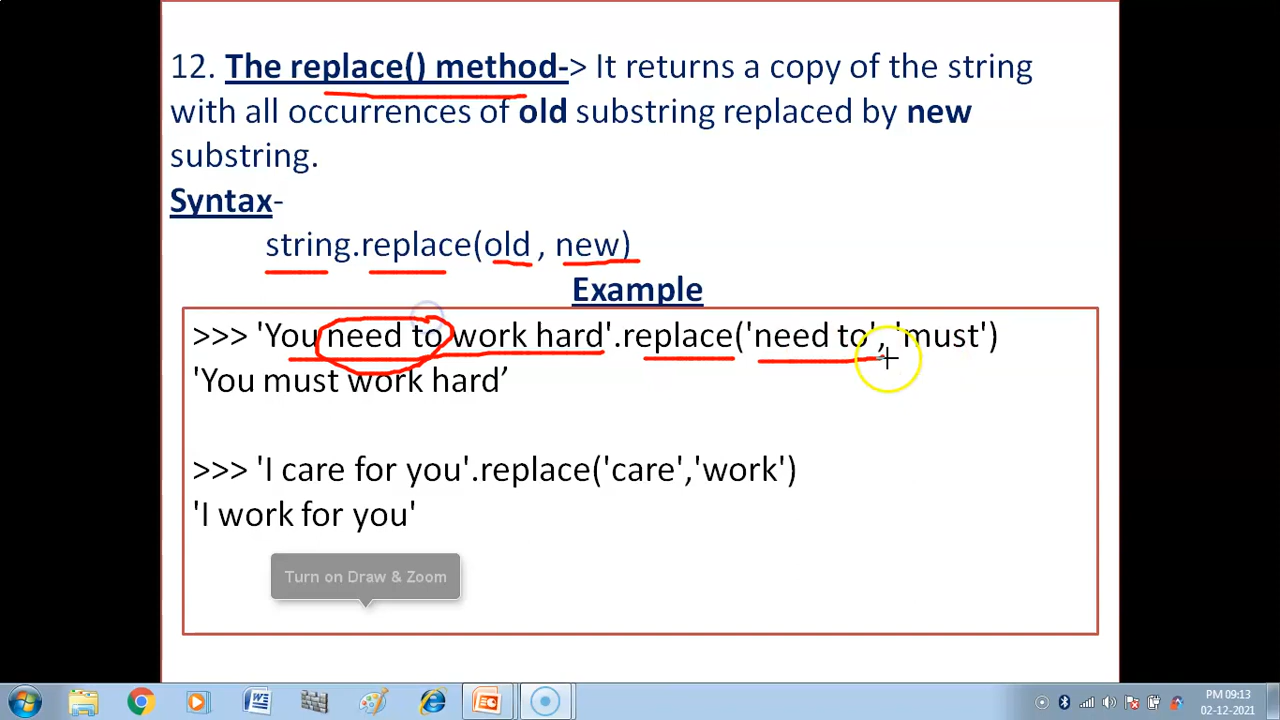 12. The replace() method-> It returns a copy of the string
with all occurrences of old substring replaced by new
substring.
Syntax-
string.replace(old , new)
Example
>>> 'You need to work hard'.replace('need to', 'must')
'You must work hard’
>>> 'I care for you'.replace('care','work')
'I work for you'
Turn on Draw & Zoom
PM 09:13
02-12-2021